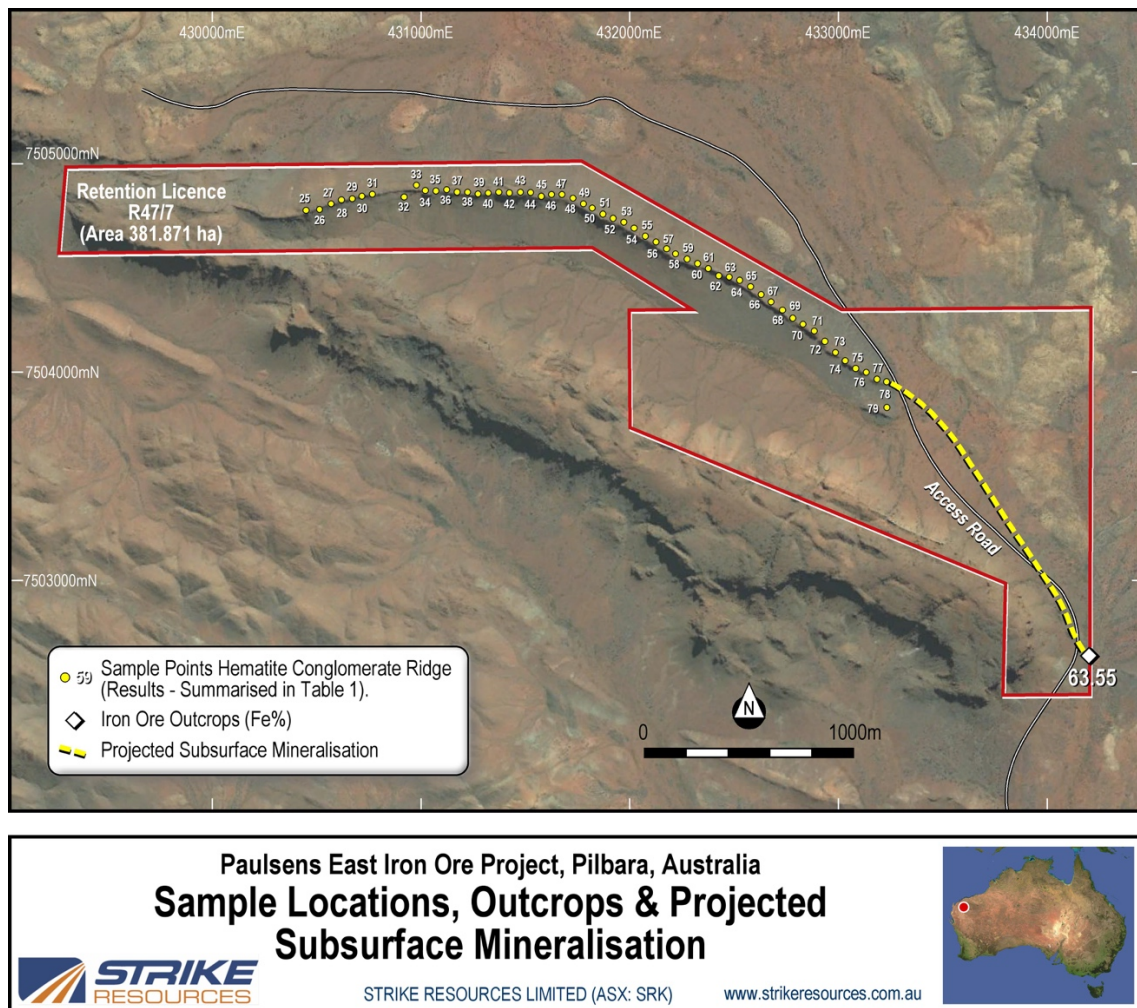 430000mE 431000mE 432000mE 433000mE 434000mE
7505000mN
Retention Licence
R47/7
(Area 381.871 ha)
25 26 27 28 29 30 31 32 33 34 35 36 37 38 39 40 41 42 43 44 45 46 47 48 49 50 51 52 53 54 55 56 57 58 59 60 61 62 63 64 65 66 67 68 69 70 71 72 73 74 75 76 77 78 79
7504000mN
Access Road
7503000mN
63.55
59 Sample Points Hematite Conglomerate Ridge
(Results - Summarised in Table 1).
Iron Ore Outcrops (Fe%)
Projected Subsurface Mineralisation
N
0 1000m
Paulsens East Iron Ore Project, Pilbara, Australia
Sample Locations, Outcrops & Projected
Subsurface Mineralisation
STRIKE
RESOURCES
STRIKE RESOURCES LIMITED (ASX: SRK) www.strikeresources.com.au